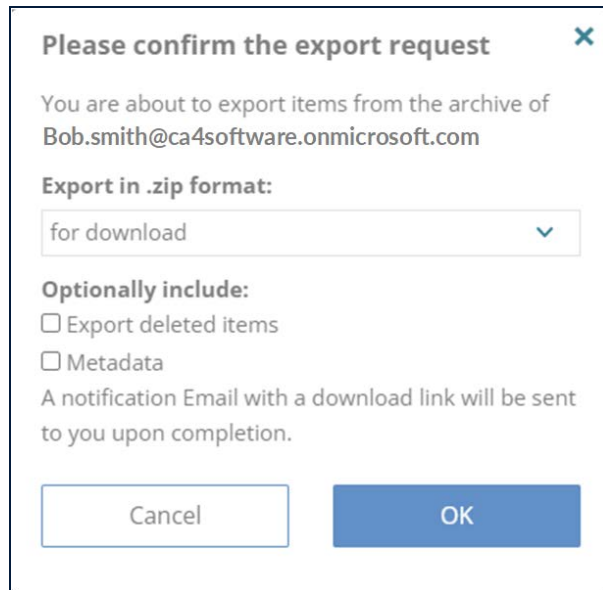 Please confirm the export request
You are about to export items from the archive of
Bob.smith@ca4software.onmicrosoft.com
Export in .zip format:
for download
Optionally include:
Export deleted items
Metadata
A notification Email with a download link will be sent
to you upon completion.
Cancel
OK